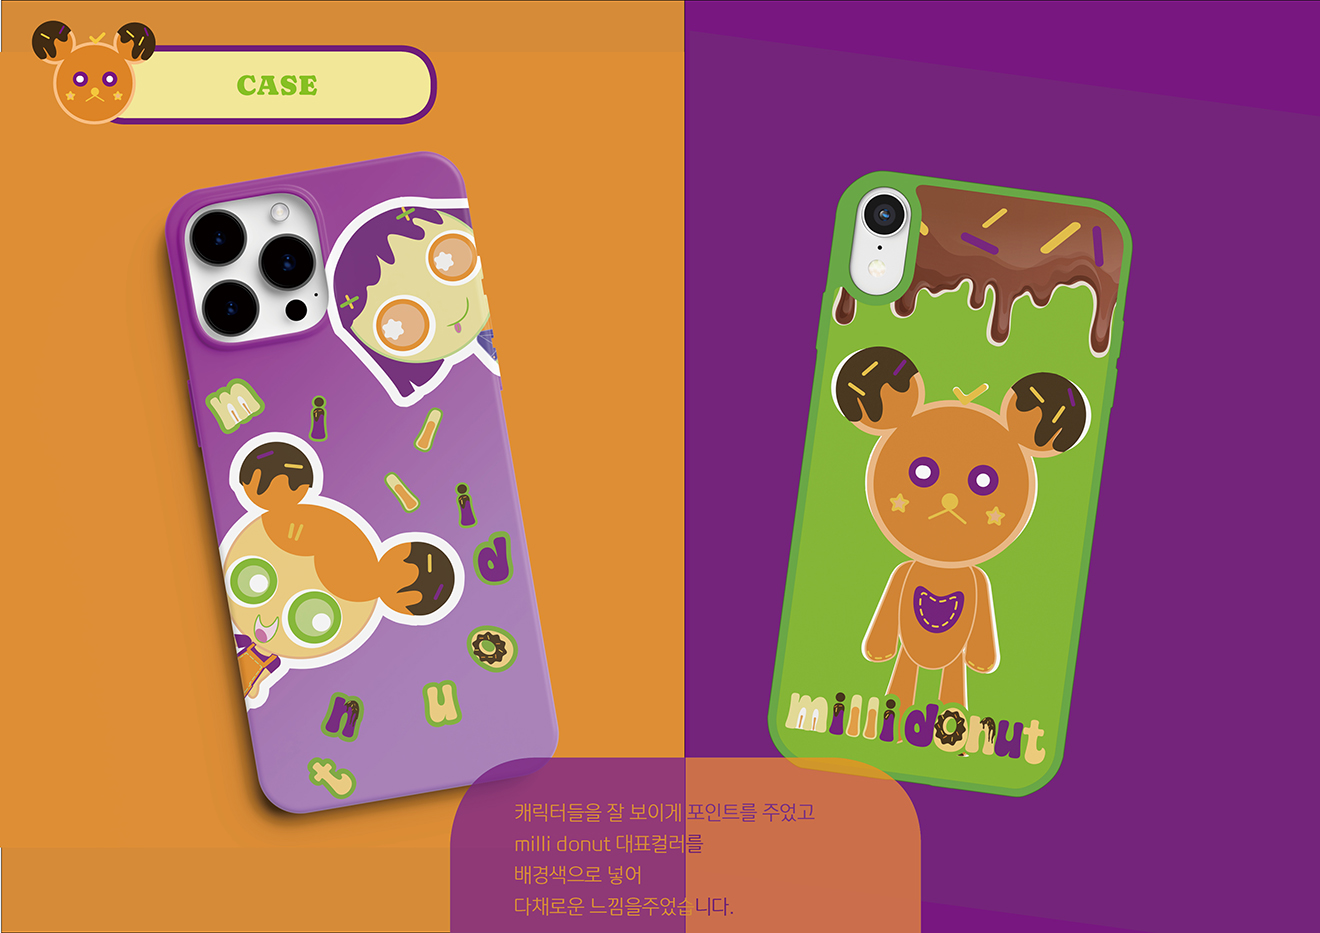 CASE
m i l l i
d
o
n u
t
milli donut
캐릭터들을 잘 보이게 포인트를 주었고
milli donut 대표컬러를
배경색으로 넣어
다채로운 느낌을주었습니다.